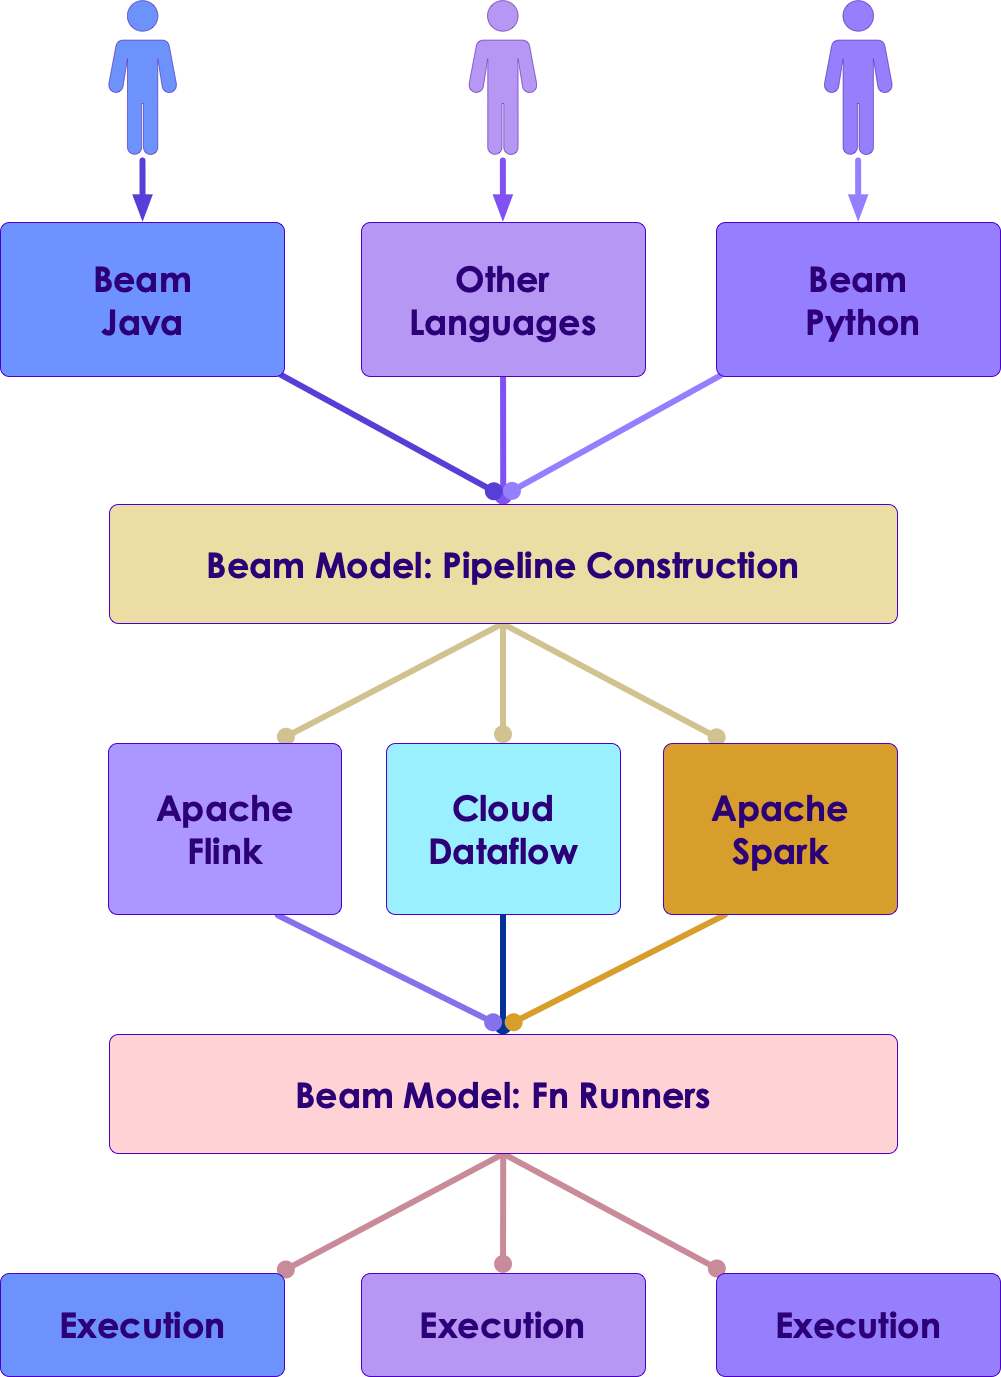 Beam
Java
Other
Languages
Beam
Python
Beam Model: Pipeline Construction
Apache
Flink
Cloud
Dataflow
Apache
Spark
Beam Model: Fn Runners
Execution
Execution
Execution